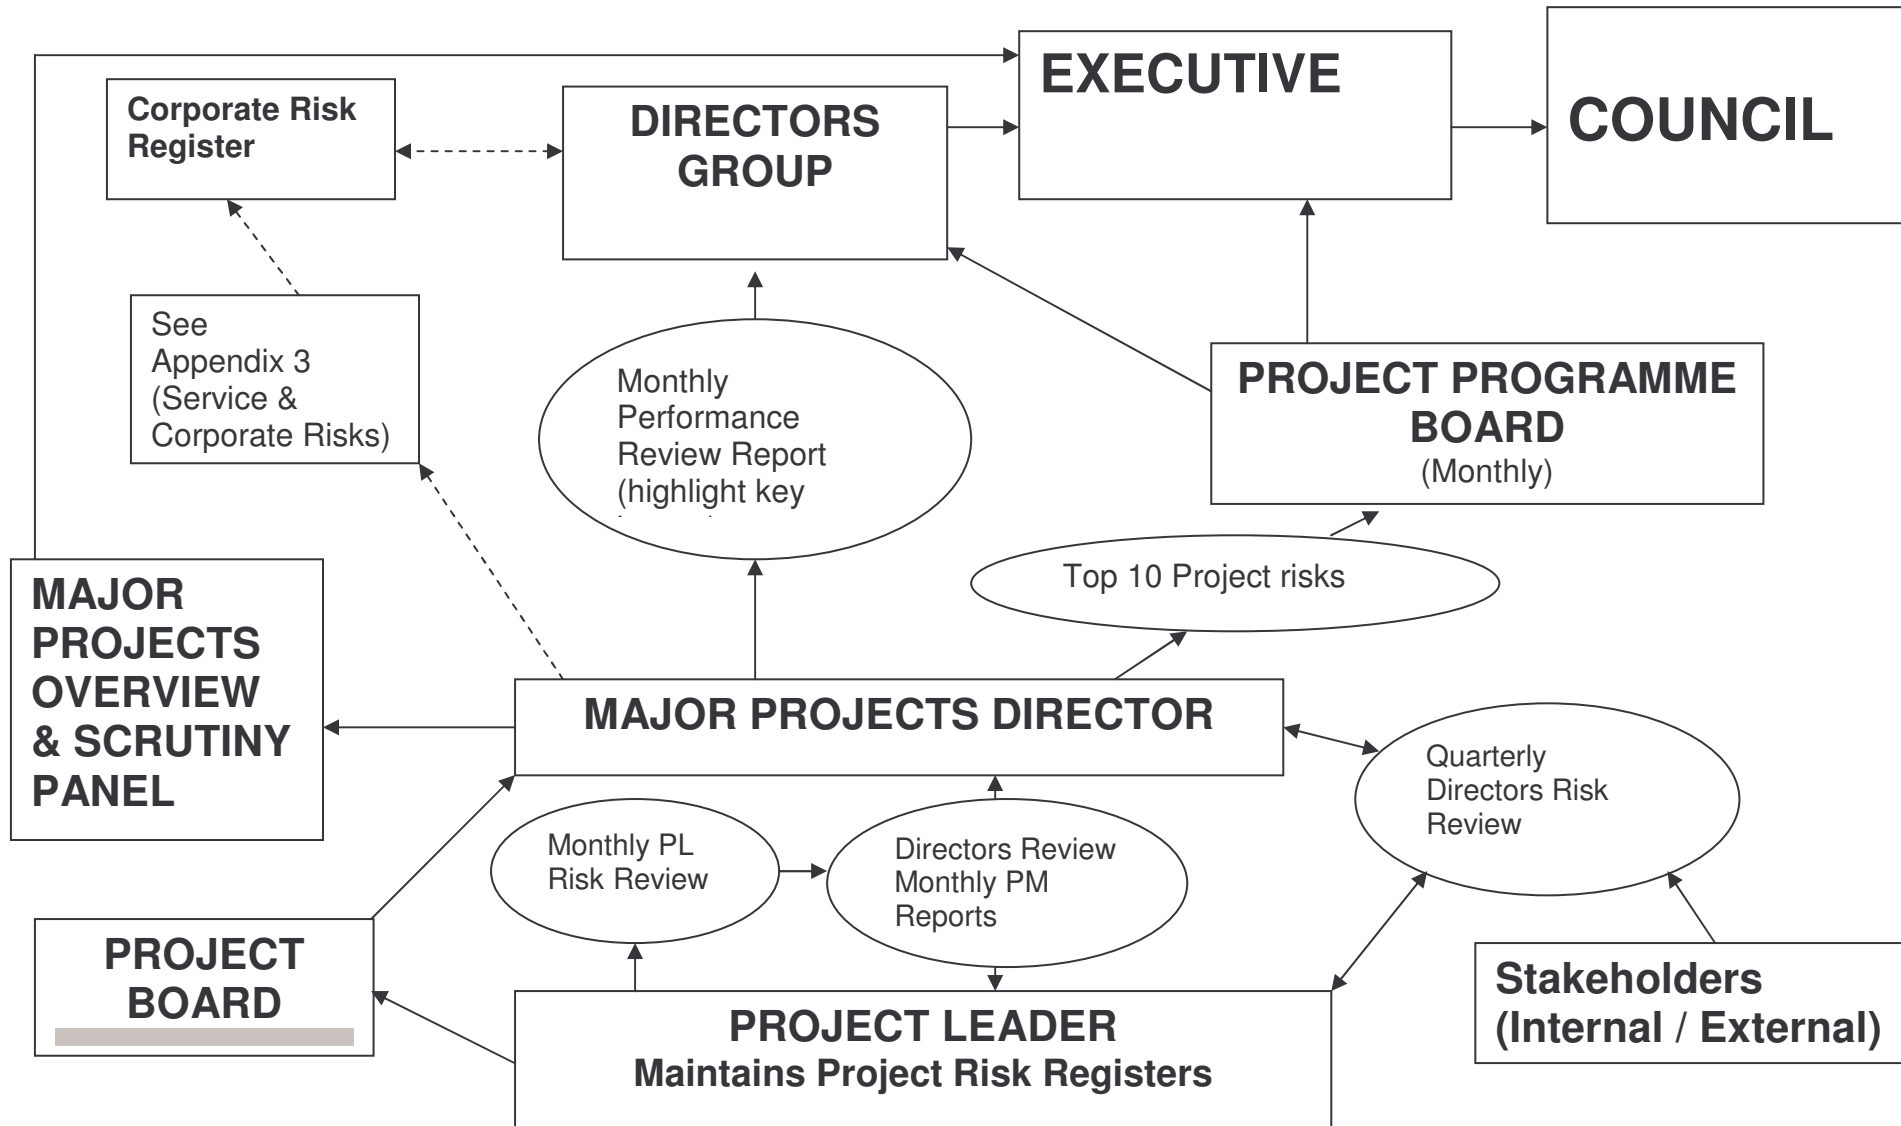 EXECUTIVE
COUNCIL
Corporate Risk
Register
DIRECTORS
GROUP
See
Appendix 3
(Service &
Corporate Risks)
Monthly
Performance
Review Report
(highlight key
PROJECT PROGRAMME
BOARD
(Monthly)
Top 10 Project risks
MAJOR
PROJECTS
OVERVIEW
& SCRUTINY
PANEL
MAJOR PROJECTS DIRECTOR
Quarterly
Directors Risk
Review
Monthly PL
Risk Review
Directors Review
Monthly PM
Reports
PROJECT
BOARD
Stakeholders
(Internal / External)
PROJECT LEADER
Maintains Project Risk Registers